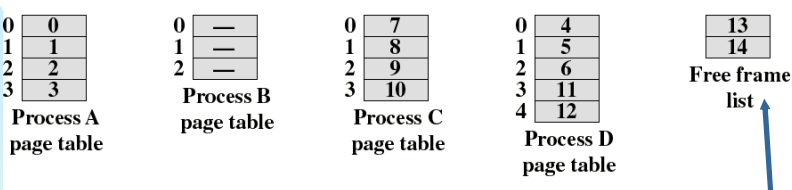 0 0
1 1
2 2
3 3
Process A
page table
0 —
1 —
2 —
Process B
page table
0 7
1 8
2 9
3 10
Process C
page table
0 4
1 5
2 6
3 11
4 12
Process D
page table
13
14
Free frame
list